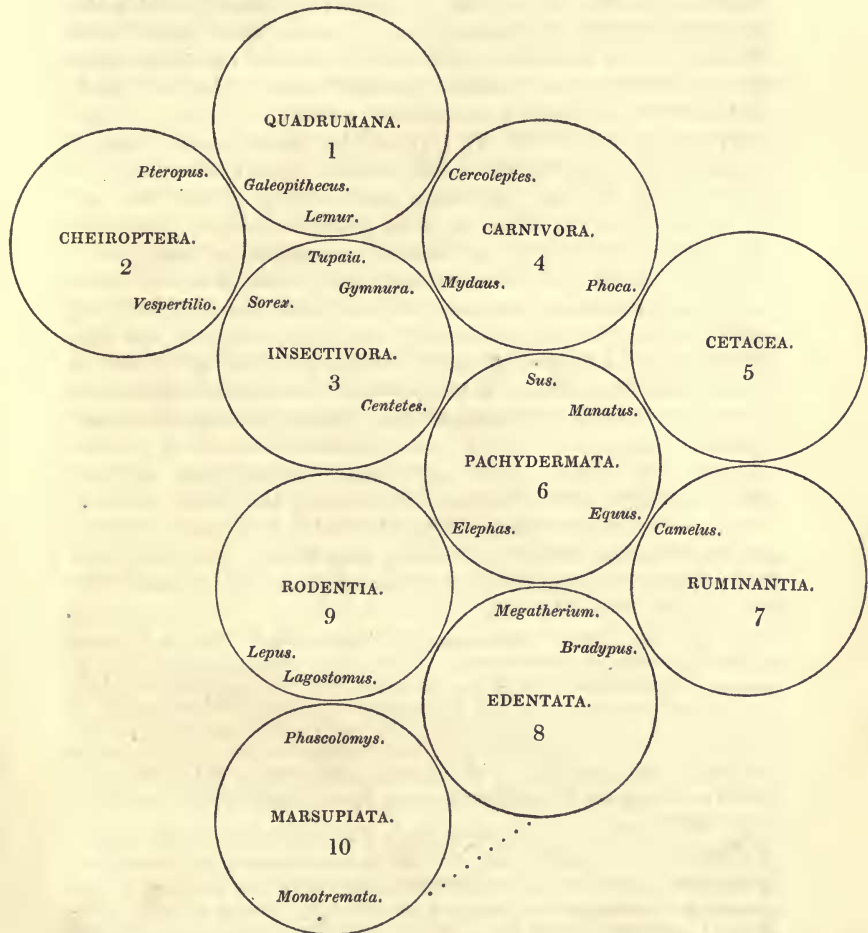 QUADRUMANA.
1
Galeopithecus.
Lemur.
Pteropus.
CHEIROPTERA.
2
Vespertilio.
Tupaia.
Gymnura.
Sorex.
INSECTIVORA.
3
Centetes.
Cercoleptes.
CARNIVORA.
4
Mydaus.
Phoca.
CETACEA.
5
Sus.
Manatus.
PACHYDERMATA.
6
Equus.
Elephas.
Camelus.
RUMINANTIA.
7
Megatherium.
Bradypus.
EDENTATA.
8
RODENTIA.
9
Lepus.
Lagostomus.
Phascolomys.
MARSUPIATA.
10
Monotremata.